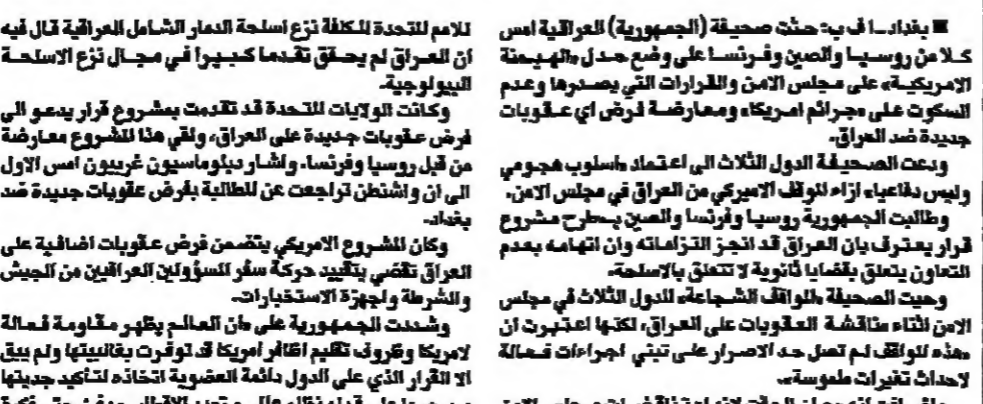 ■ بغداد ـ ا ف ب: حثت صحيفة (الجمهورية) العراقية امس
كلا من روسيا والصين وفرنسا على وضع حد لـ «الهيمنة
الامريكية» على مجلس الامن والقرارات التي يصدرها وعدم
السكوت على «جرائم امريكا» ومعارضة فرض اي عقوبات
جديدة ضد العراق.
ودعت الصحيفة الدول الثلاث الى اعتماد «اسلوب هجومي
وليس دفاعيا» ازاء الموقف الاميركي من العراق في مجلس الامن.
وطالبت الجمهورية روسيا وفرنسا والصين بـ«طرح مشروع
قرار يعترف بان العراق قد انجز التزاماته وان اتهامه بعدم
التعاون يتعلق بقضايا ثانوية لا تتعلق بالاسلحة».
وحيت الصحيفة «المواقف الشجاعة» للدول الثلاث في مجلس
الامن اثناء مناقشة العقوبات على العراق، لكنها اعتبرت ان
«هذه المواقف لم تصل حد الاصرار على تبني اجراءات فعالة
لاحداث تغيرات ملموسة».
للامم المتحدة المكلفة نزع اسلحة الدمار الشامل العراقية قال فيه
ان العراق لم يحقق تقدما كبيرا في مجال نزع الاسلحة
البيولوجية.
وكانت الولايات المتحدة قد تقدمت بمشروع قرار يدعو الى
فرض عقوبات جديدة على العراق، ولقي هذا المشروع معارضة
من قبل روسيا وفرنسا. واشار دبلوماسيون غربيون امس الاول
الى ان واشنطن تراجعت عن المطالبة بفرض عقوبات جديدة ضد
بغداد.
وكان المشروع الامريكي يتضمن فرض عقوبات اضافية على
العراق تقضي بتقييد حركة سفر المسؤولين العراقيين من الجيش
والشرطة واجهزة الاستخبارات.
وشددت الجمهورية على «ان العالم يظهر مقاومة فعالة
لامريكا وظروف تقليم اظافر امريكا قد توفرت بغالبيتها ولم يبق
الا القرار الذي على الدول دائمة العضوية اتخاذه لتأكيد جديتها